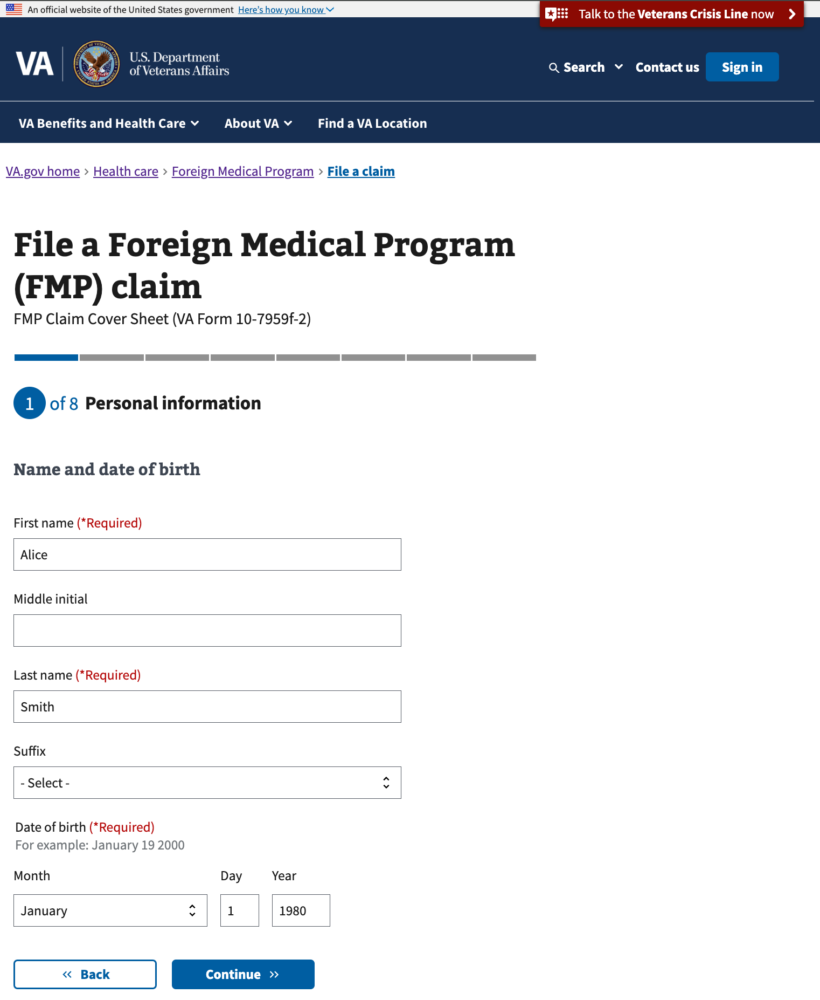 An official website of the United States government Here's how you know
Talk to the Veterans Crisis Line now
VA
U.S. Department
of Veterans Affairs
Search
Contact us
Sign in
VA Benefits and Health Care
About VA
Find a VA Location
VA.gov home › Health care › Foreign Medical Program › File a claim
File a Foreign Medical Program
(FMP) claim
FMP Claim Cover Sheet (VA Form 10-7959f-2)
1 of 8 Personal information
Name and date of birth
First name (*Required)
Alice
Middle initial
Last name (*Required)
Smith
Suffix
- Select -
Date of birth (*Required)
For example: January 19 2000
Month Day Year
January 1 1980
Back
Continue